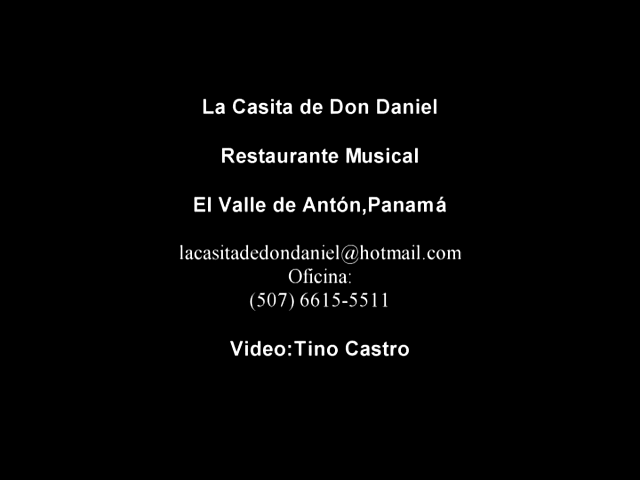 La Casita de Don Daniel
Restaurante Musical
El Valle de Antón,Panamá
lacasitadedondaniel@hotmail.com
Oficina:
(507) 6615-5511
Video:Tino Castro